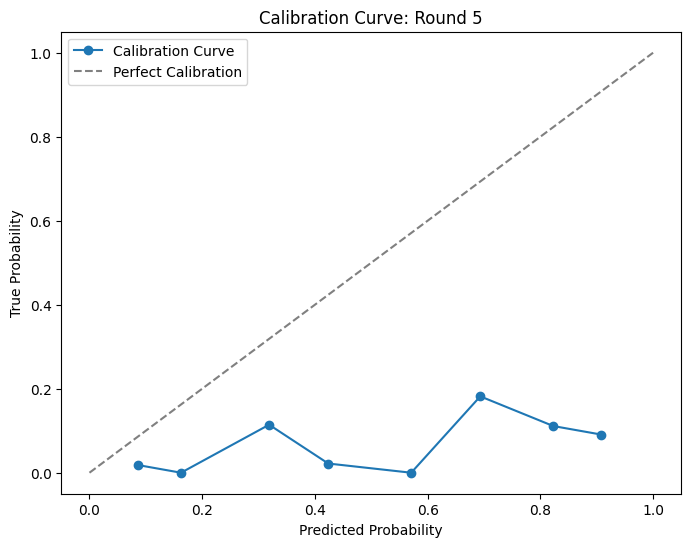 Calibration Curve: Round 5
Calibration Curve
Perfect Calibration
1.0
0.8
0.6
0.4
0.2
0.0
True Probability
0.0 0.2 0.4 0.6 0.8 1.0
Predicted Probability